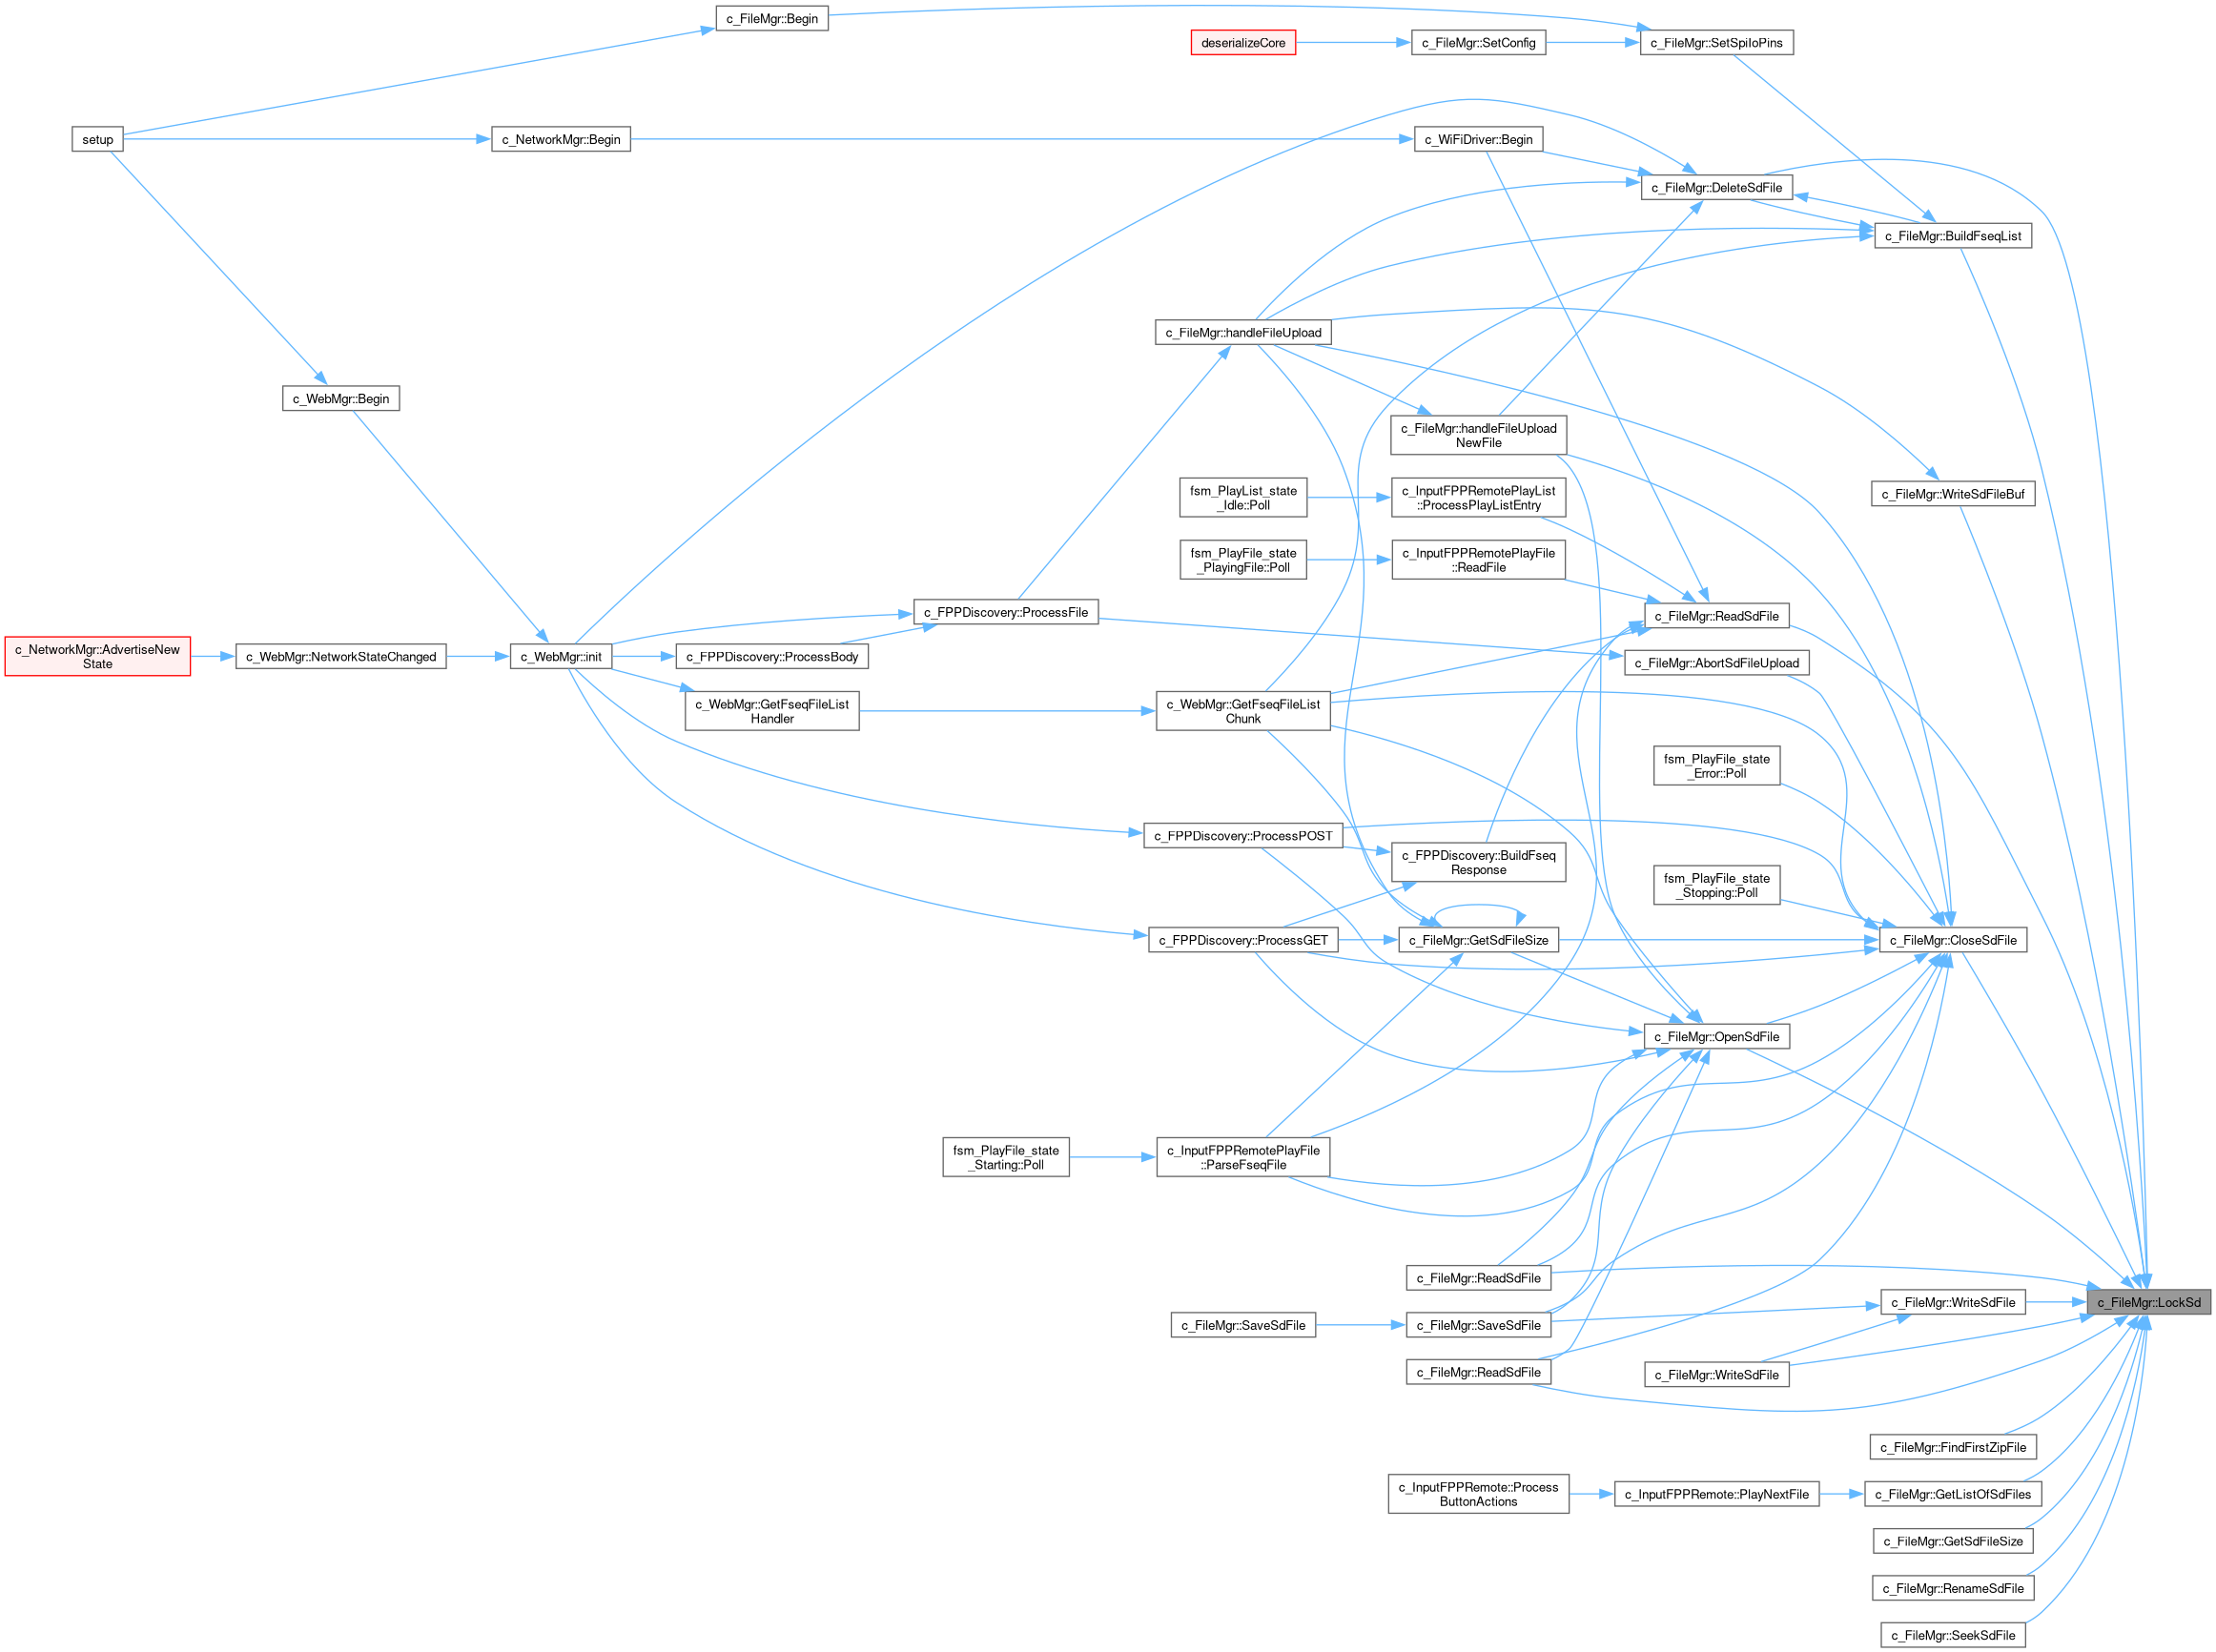 c_FileMgr::Begin
deserializeCore
c_FileMgr::SetConfig
c_FileMgr::SetSpiIoPins
setup
c_NetworkMgr::Begin
c_WiFiDriver::Begin
c_FileMgr::DeleteSdFile
c_FileMgr::BuildFseqList
c_FileMgr::handleFileUpload
c_WebMgr::Begin
c_FileMgr::handleFileUpload
NewFile
fsm_PlayList_state
_Idle::Poll
c_InputFPPRemotePlayList
::ProcessPlayListEntry
c_FileMgr::WriteSdFileBuf
fsm_PlayFile_state
_PlayingFile::Poll
c_InputFPPRemotePlayFile
::ReadFile
c_FPPDiscovery::ProcessFile
c_FileMgr::ReadSdFile
c_NetworkMgr::AdvertiseNew
State
c_WebMgr::NetworkStateChanged
c_WebMgr::init
c_FPPDiscovery::ProcessBody
c_FileMgr::AbortSdFileUpload
c_WebMgr::GetFseqFileList
Handler
c_WebMgr::GetFseqFileList
Chunk
fsm_PlayFile_state
_Error::Poll
c_FPPDiscovery::ProcessPOST
c_FPPDiscovery::BuildFseq
Response
fsm_PlayFile_state
_Stopping::Poll
c_FPPDiscovery::ProcessGET
c_FileMgr::GetSdFileSize
c_FileMgr::CloseSdFile
c_FileMgr::OpenSdFile
fsm_PlayFile_state
_Starting::Poll
c_InputFPPRemotePlayFile
::ParseFseqFile
c_FileMgr::ReadSdFile
c_FileMgr::WriteSdFile
c_FileMgr::LockSd
c_FileMgr::SaveSdFile
c_FileMgr::SaveSdFile
c_FileMgr::ReadSdFile
c_FileMgr::WriteSdFile
c_FileMgr::FindFirstZipFile
c_InputFPPRemote::Process
ButtonActions
c_InputFPPRemote::PlayNextFile
c_FileMgr::GetListOfSdFiles
c_FileMgr::GetSdFileSize
c_FileMgr::RenameSdFile
c_FileMgr::SeekSdFile